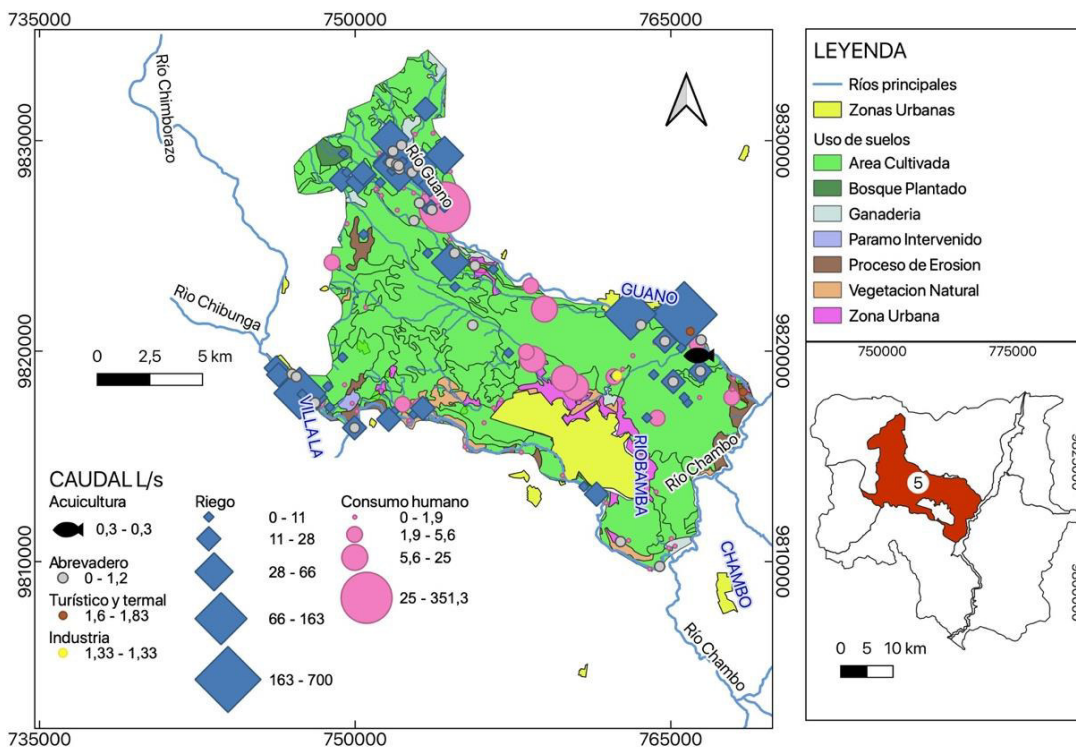 735000
750000
765000
9830000
9820000
9810000
9830000
9820000
9810000
735000
750000
765000
Río Chimborazo
Río Guano
Río Chibunga
GUANO
VILLA LA
RIOBAMBA
Río Chambo
CHAMBO
Río Chambo
0 2,5 5 km
CAUDAL L/s
Acuicultura
0,3 - 0,3
Abrevadero
0 - 1,2
Turístico y termal
1,6 - 1,83
Industria
1,33 - 1,33
Riego
0 - 11
11 - 28
28 - 66
66 - 163
163 - 700
Consumo humano
0 - 1,9
1,9 - 5,6
5,6 - 25
25 - 351,3
LEYENDA
Ríos principales
Zonas Urbanas
Uso de suelos
Area Cultivada
Bosque Plantado
Ganaderia
Paramo Intervenido
Proceso de Erosion
Vegetacion Natural
Zona Urbana
750000
775000
5
0 5 10 km